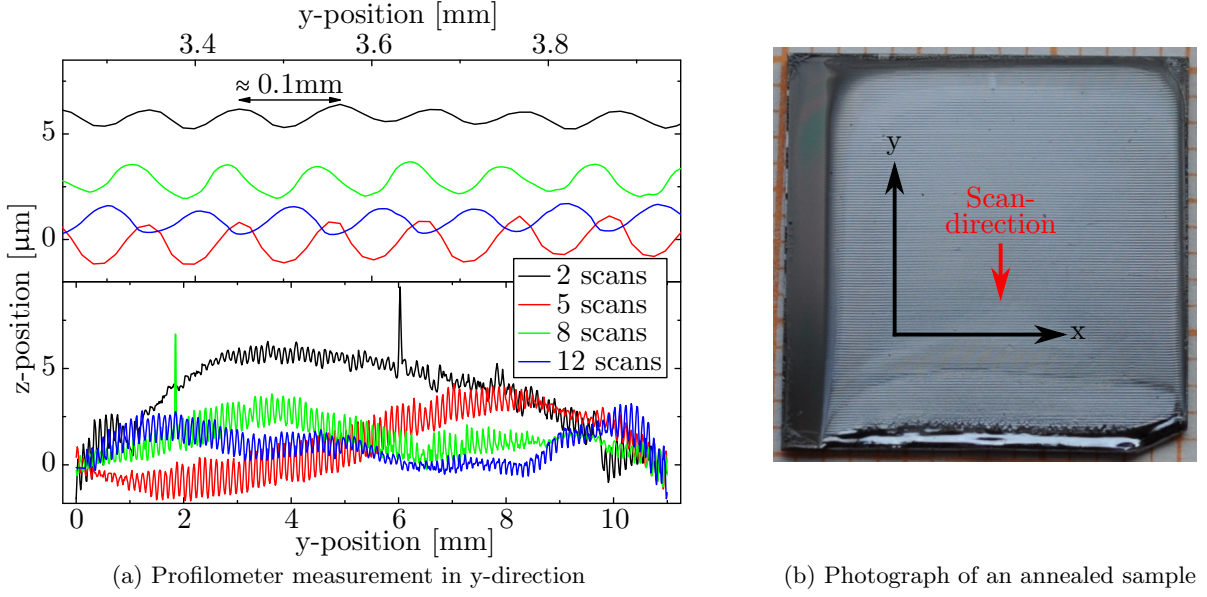 y-position [mm]
3.4 3.6 3.8
≈ 0.1mm
5
0
z-position [µm]
2 scans
5 scans
8 scans
12 scans
5
0
0 2 4 6 8 10
y-position [mm]
(a) Profilometer measurement in y-direction
y
Scan-
direction
x
(b) Photograph of an annealed sample